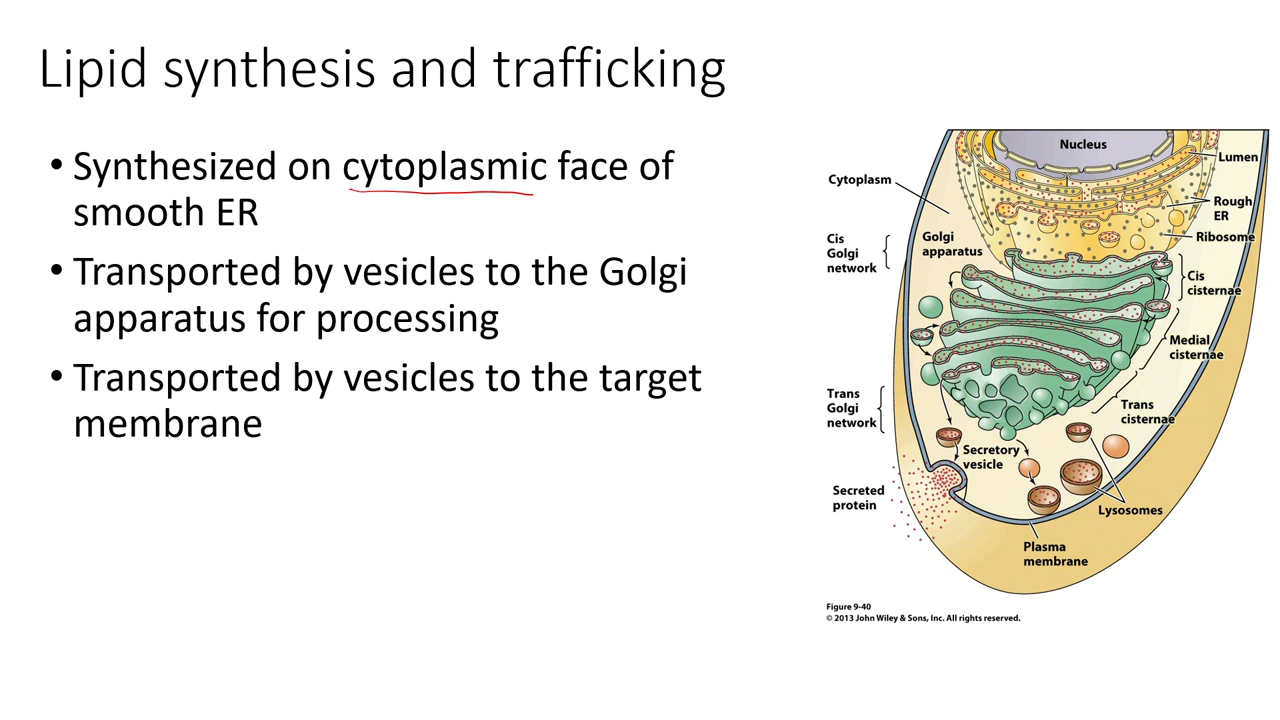 Lipid synthesis and trafficking
• Synthesized on cytoplasmic face of
smooth ER
• Transported by vesicles to the Golgi
apparatus for processing
• Transported by vesicles to the target
membrane
Nucleus
Lumen
Cytoplasm
Rough
ER
Ribosome
Cis
Golgi
network
Golgi
apparatus
Cis
cisternae
Medial
cisternae
Trans
Golgi
network
Trans
cisternae
Secretory
vesicle
Secreted
protein
Lysosomes
Plasma
membrane
Figure 9-40
© 2013 John Wiley & Sons, Inc. All rights reserved.